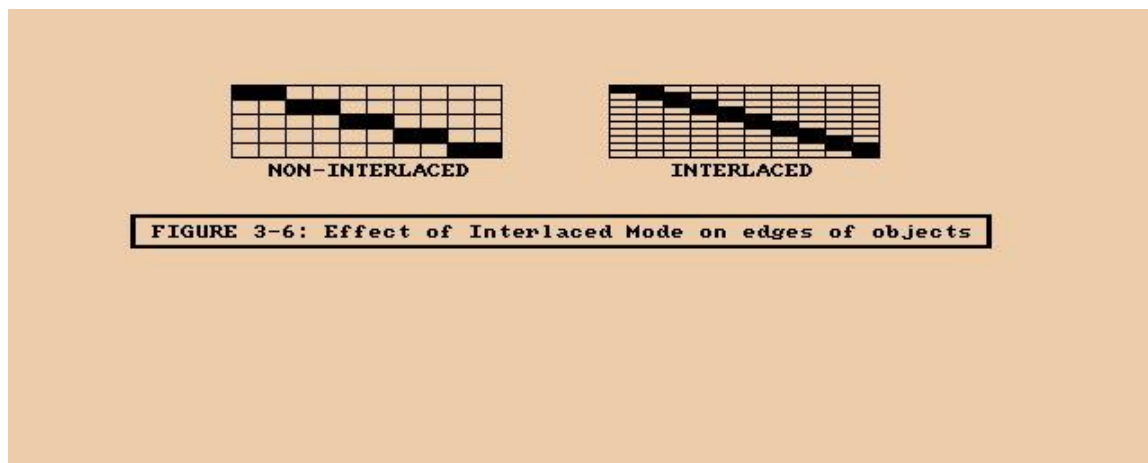 NON-INTERLACED INTERLACED
FIGURE 3-6: Effect of Interlaced Mode on edges of objects